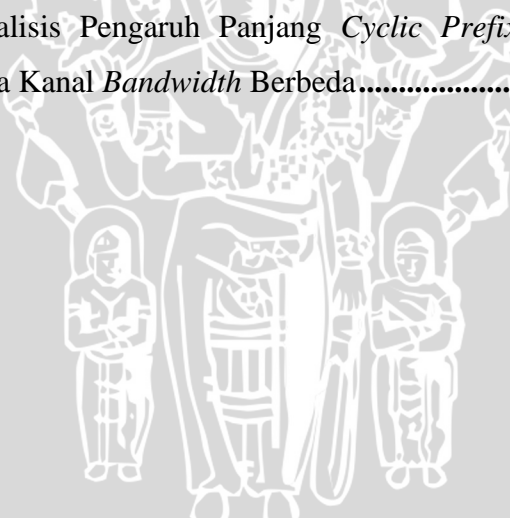 alisis Pengaruh Panjang Cyclic Prefix
a Kanal Bandwidth Berbeda....................